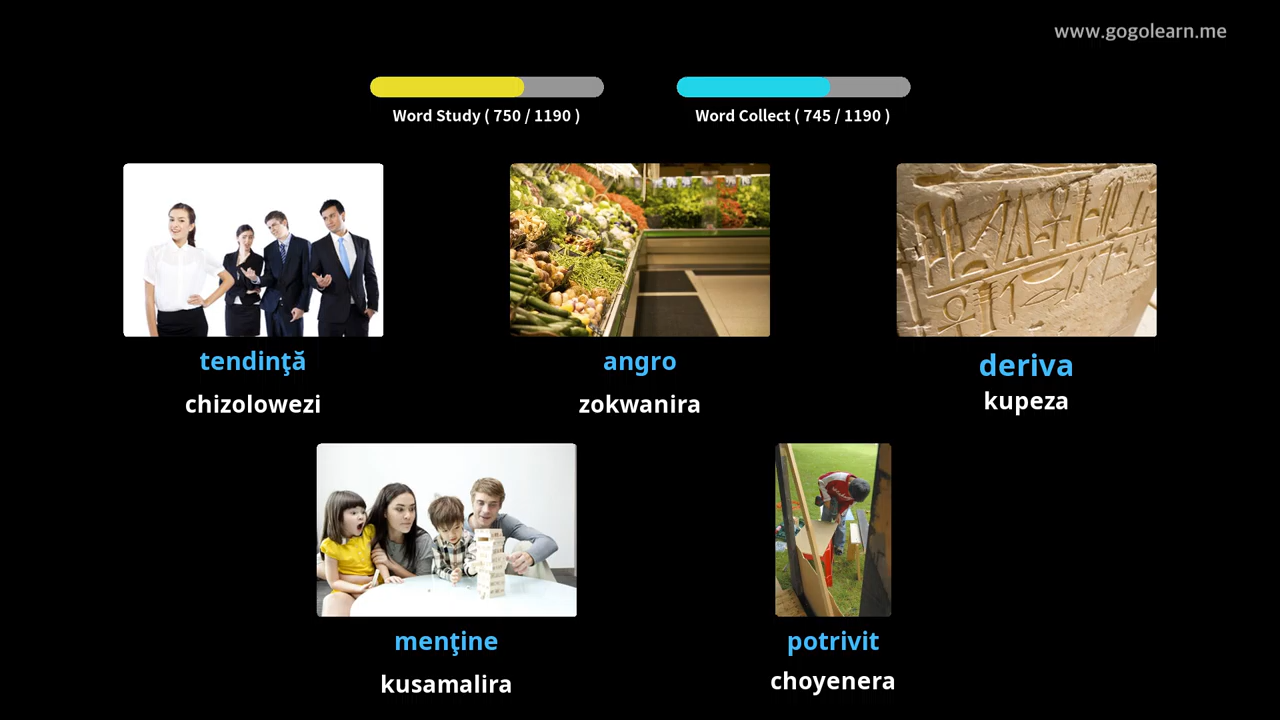 www.gogolearn.me
Word Study ( 750 / 1190 )
Word Collect ( 745 / 1190 )
tendinţă
chizolowezi
angro
zokwanira
deriva
kupeza
menţine
kusamalira
potrivit
choyenera